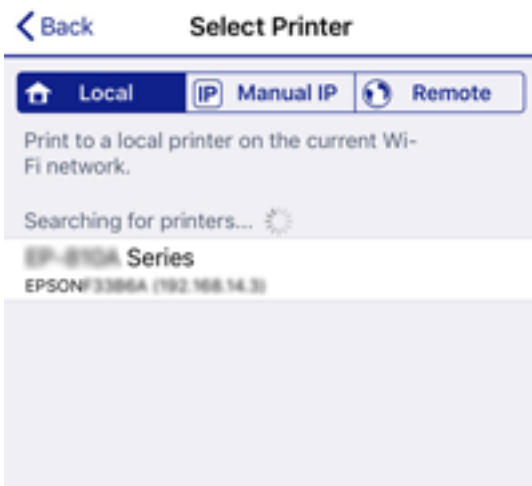 Back Select Printer
Local IP Manual IP Remote
Print to a local printer on the current Wi-
Fi network.
Searching for printers...
Series
EPSON